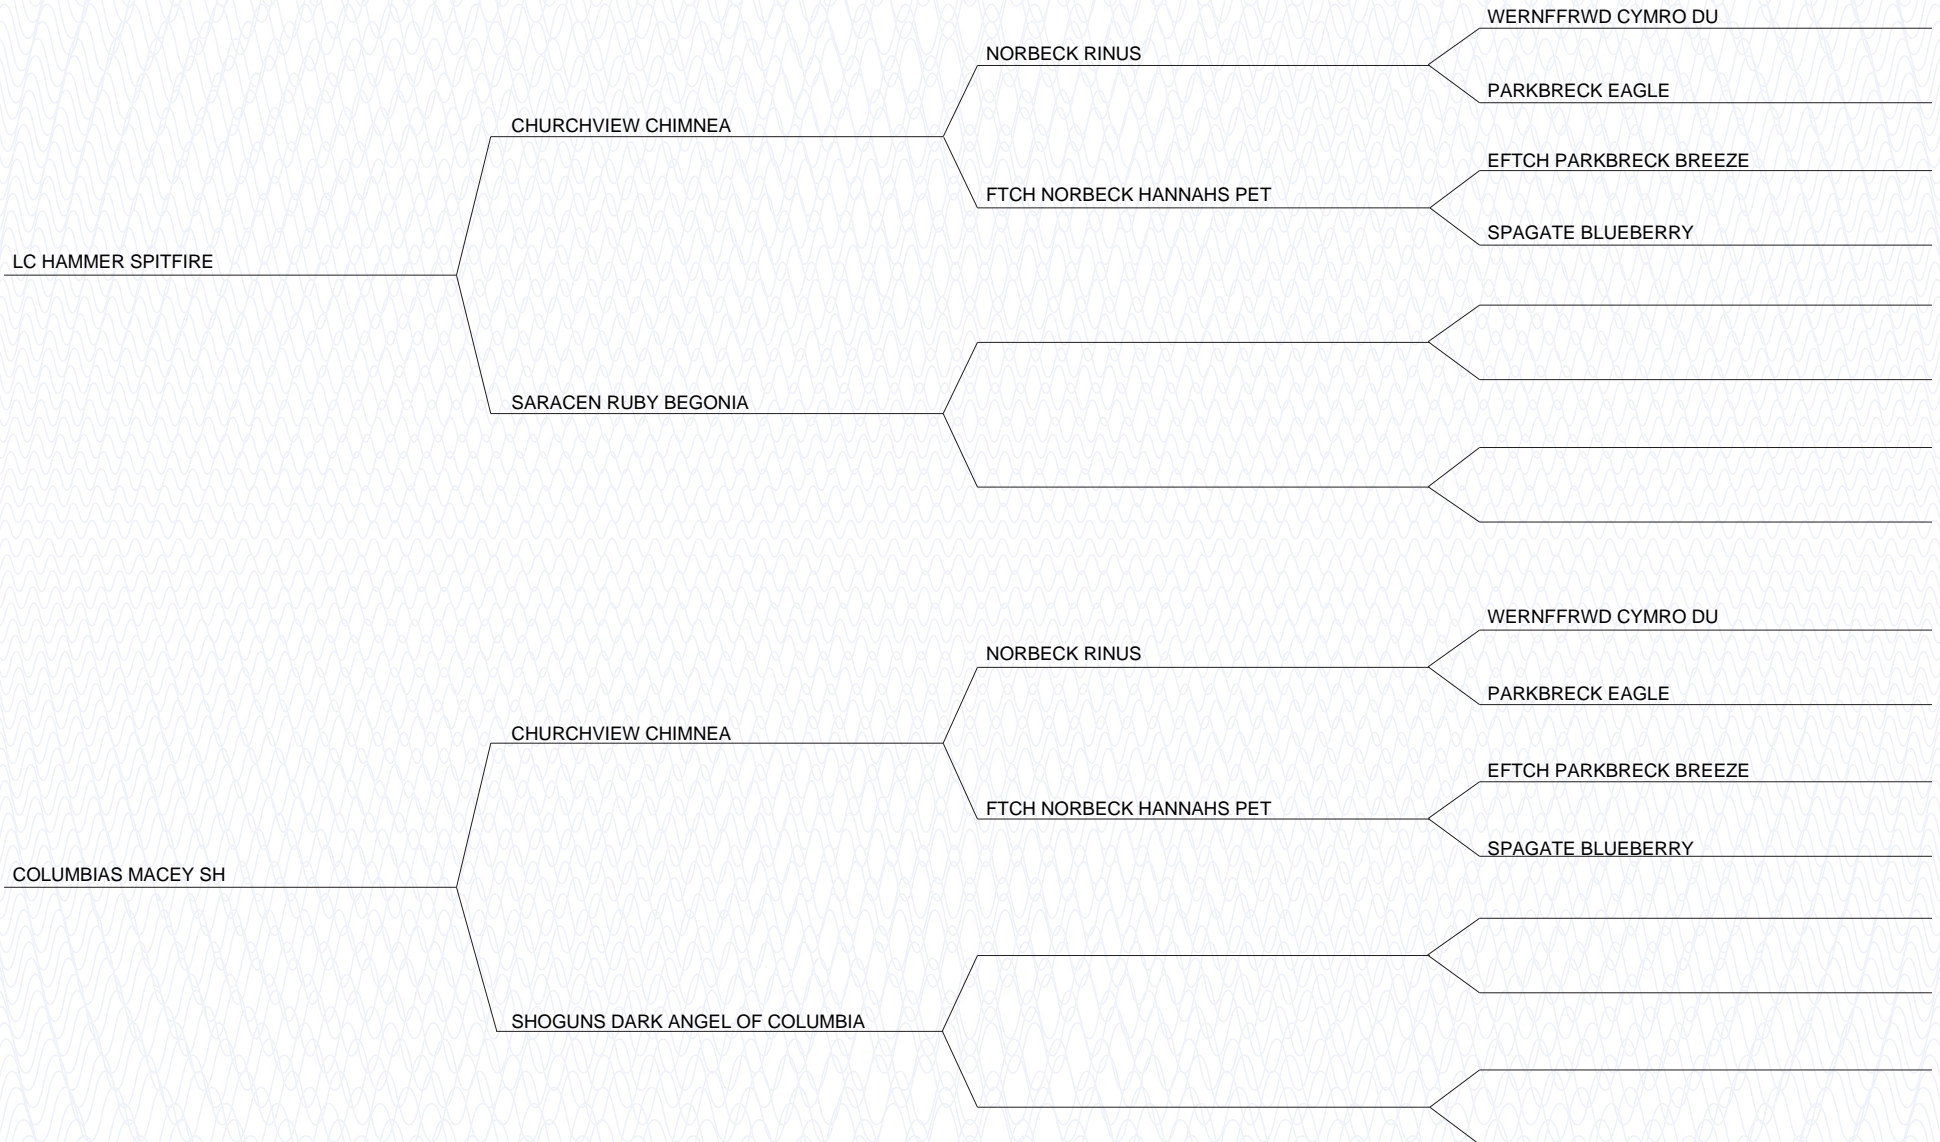 WERNFFRWD CYMRO DU
NORBECK RINUS
PARKBRECK EAGLE
CHURCHVIEW CHIMNEA
EFTCH PARKBRECK BREEZE
FTCH NORBECK HANNAHS PET
SPAGATE BLUEBERRY
LC HAMMER SPITFIRE
SARACEN RUBY BEGONIA
WERNFFRWD CYMRO DU
NORBECK RINUS
PARKBRECK EAGLE
CHURCHVIEW CHIMNEA
EFTCH PARKBRECK BREEZE
FTCH NORBECK HANNAHS PET
SPAGATE BLUEBERRY
COLUMBIAS MACEY SH
SHOGUNS DARK ANGEL OF COLUMBIA